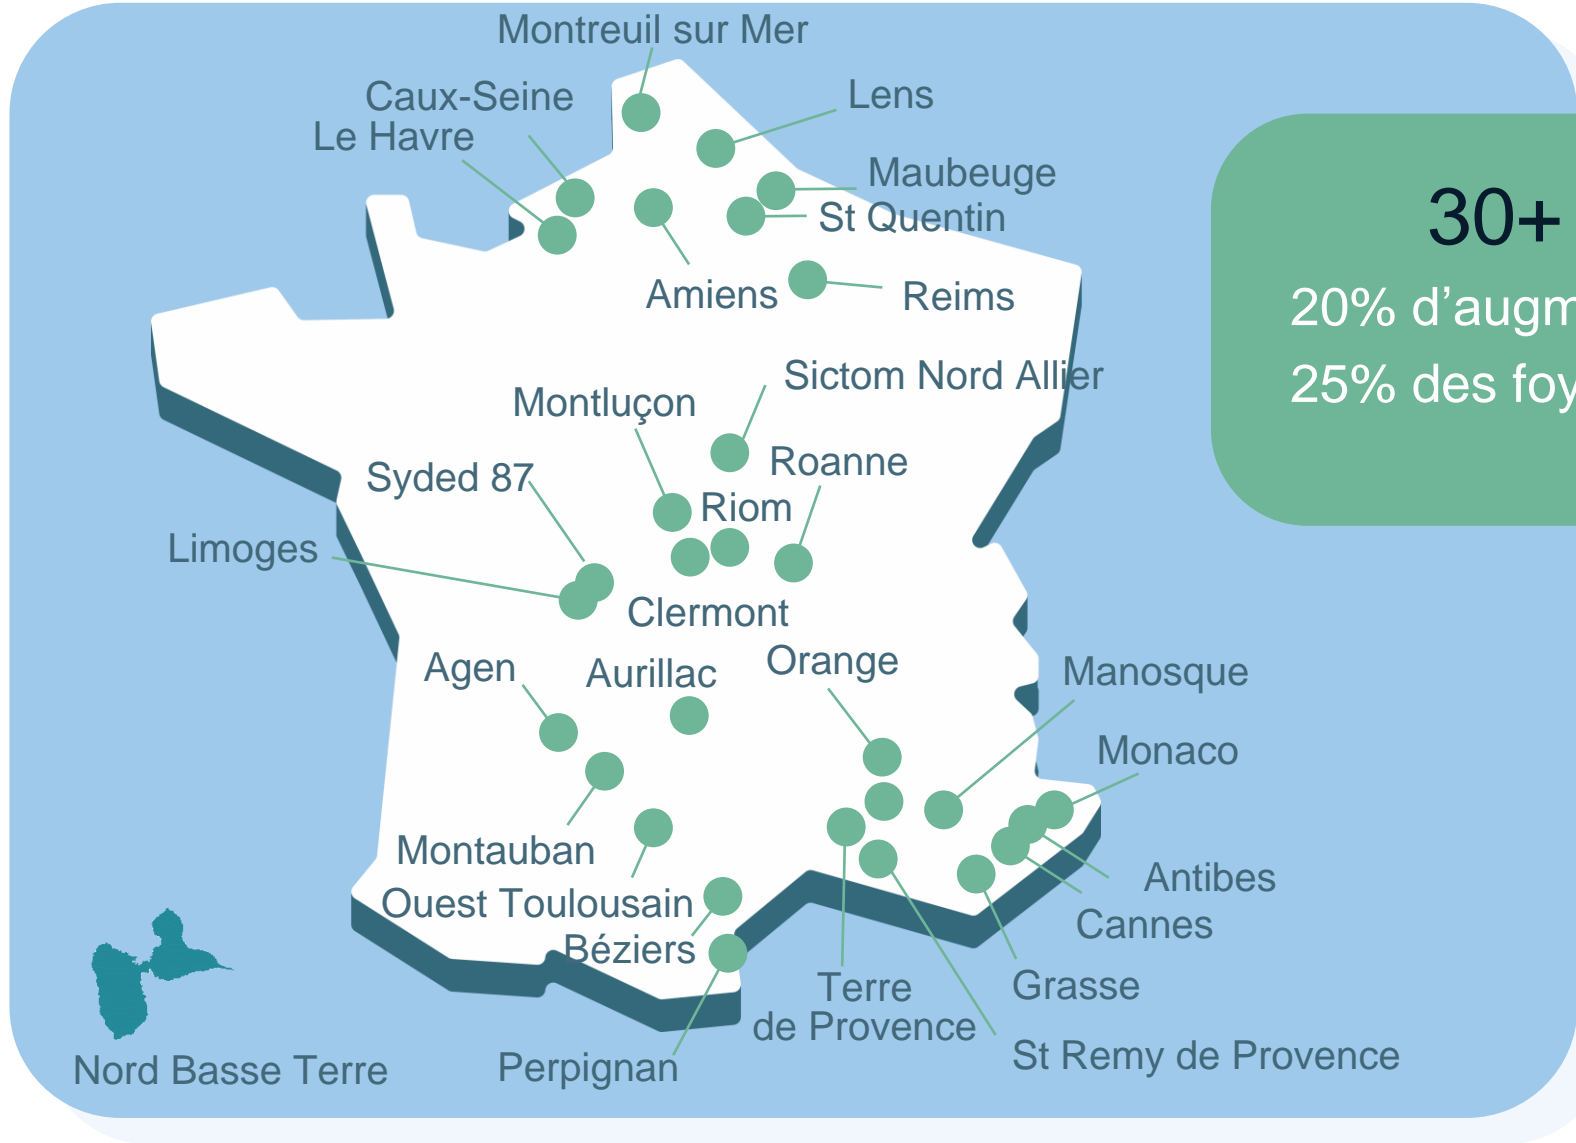 Montreuil sur Mer
Caux-Seine
Lens
Le Havre
Maubeuge
St Quentin
Amiens
Reims
30+
20% d’augm
25% des foy
Sictom Nord Allier
Montluçon
Roanne
Syded 87
Riom
Limoges
Clermont
Agen
Aurillac
Orange
Manosque
Monaco
Montauban
Antibes
Ouest Toulousain
Cannes
Béziers
Terre
de Provence
Grasse
St Remy de Provence
Perpignan
Nord Basse Terre